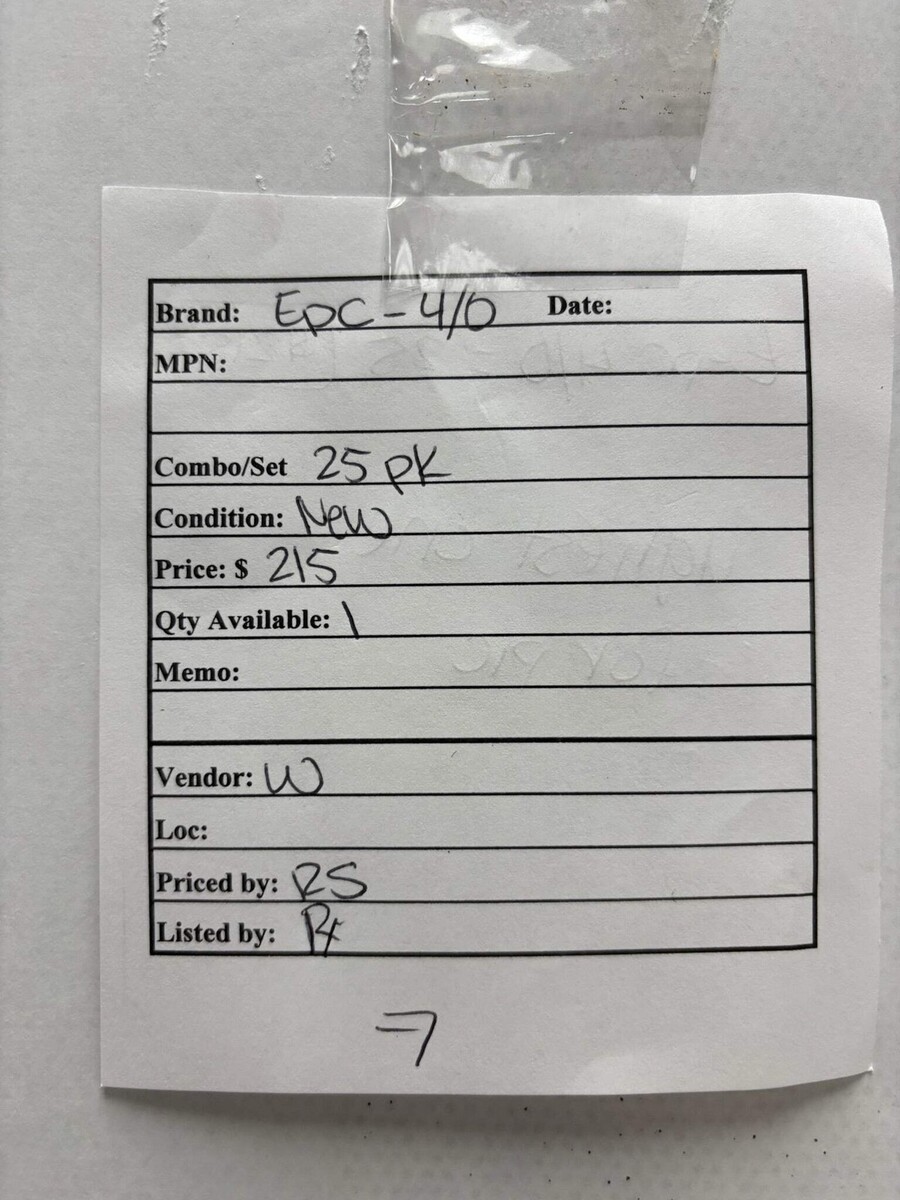 Brand: EPC-4/0 Date:
MPN:
Combo/Set 25 pk
Condition: New
Price: $ 215
Qty Available: 1
Memo:
Vendor: W
Loc:
Priced by: RS
Listed by: